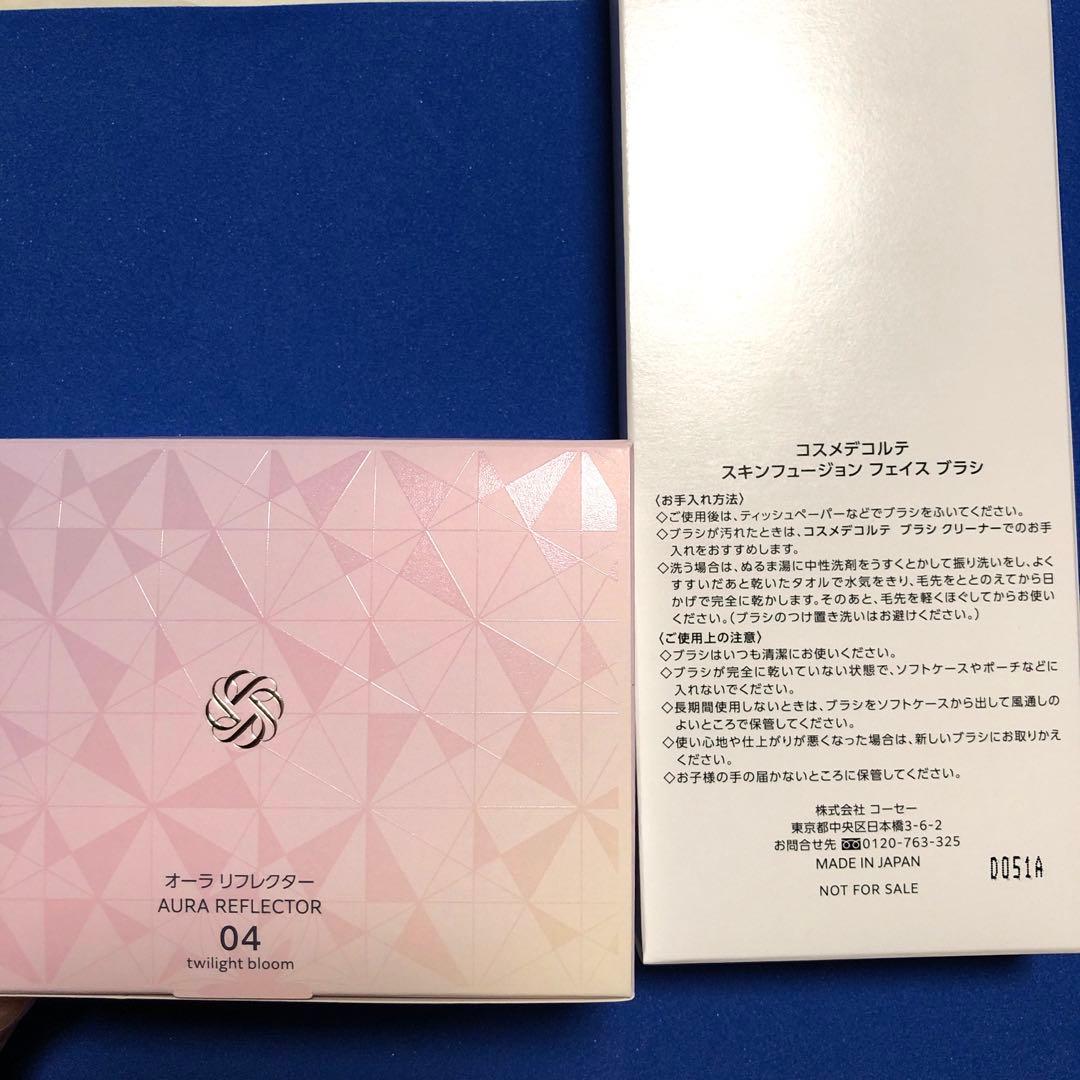 オーラ リフレクター
AURA REFLECTOR
04
twilight bloom
コスメデコルテ
スキンフュージョン フェイス ブラシ
〈お手入れ方法〉
◇ご使用後は、ティッシュペーパーなどでブラシをふいてください。
◇ブラシが汚れたときは、コスメデコルテ ブラシ クリーナーでのお手
入れをおすすめします。
◇洗う場合は、ぬるま湯に中性洗剤をうすくとかして振り洗いをし、よく
すすいだあと乾いたタオルで水気をきり、毛先をととのえてから日
かげで完全に乾かします。そのあと、毛先を軽くほぐしてからお使い
ください。（ブラシのつけ置き洗いはお避けください。）
〈ご使用上の注意〉
◇ブラシはいつも清潔にお使いください。
◇ブラシが完全に乾いていない状態で、ソフトケースやポーチなどに
入れないでください。
◇長期間使用しないときは、ブラシをソフトケースから出して風通しの
よいところで保管してください。
◇使い心地や仕上がりが悪くなった場合は、新しいブラシにお取りかえ
ください。
◇お子様の手の届かないところに保管してください。
株式会社 コーセー
東京都中央区日本橋3-6-2
お問合せ先 0120-763-325
MADE IN JAPAN
NOT FOR SALE
D051A